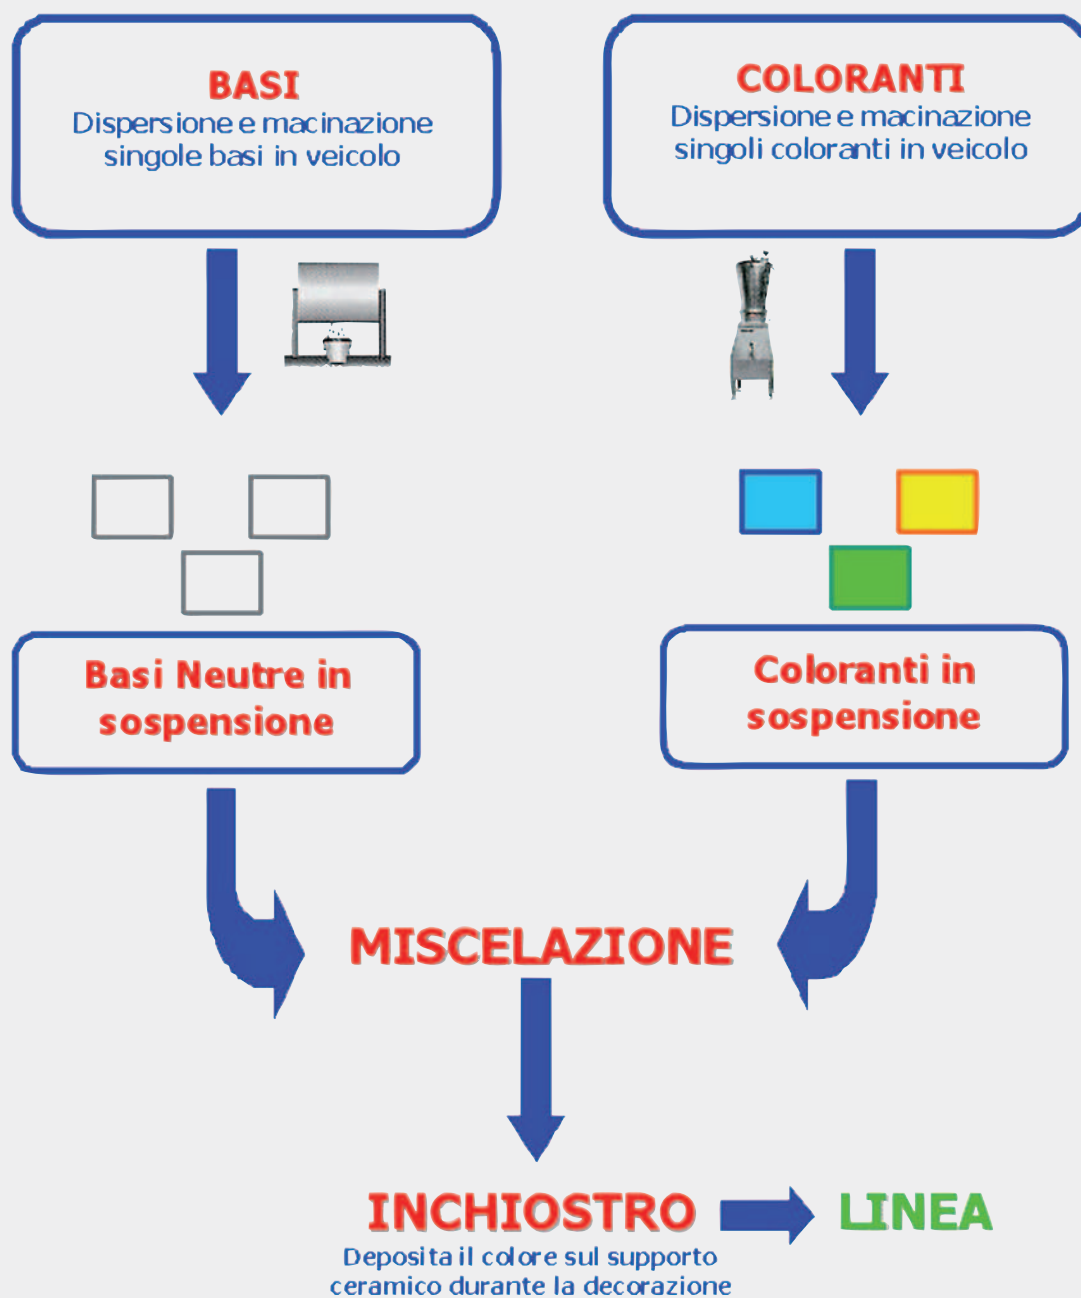 BASI
Dispersione e macinazione
singole basi in veicolo
COLORANTI
Dispersione e macinazione
singoli coloranti in veicolo
Basi Neutre in
sospensione
Coloranti in
sospensione
MISCELAZIONE
INCHIOSTRO
LINEA
Deposita il colore sul supporto
ceramico durante la decorazione